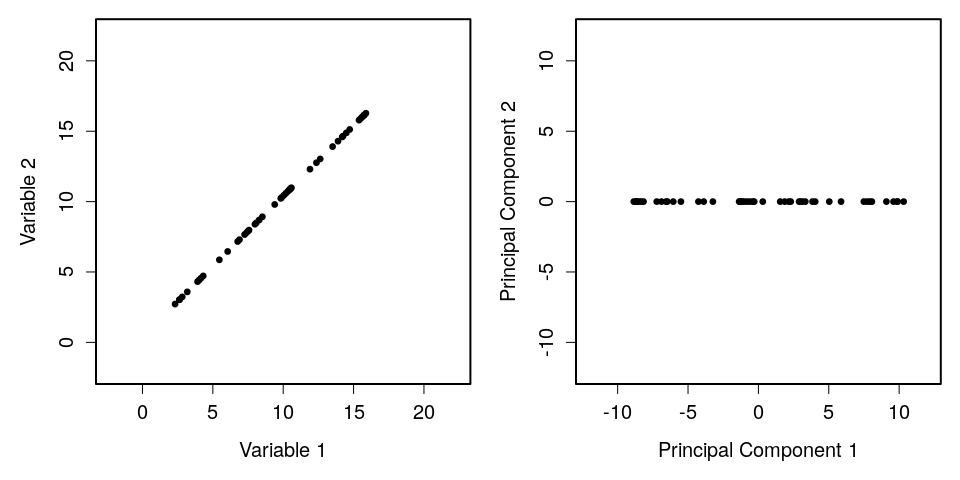 Variable 2
0
5
10
15
20
0 5 10 15 20
Variable 1
Principal Component 2
-10
-5
0
5
10
-10 -5 0 5 10
Principal Component 1